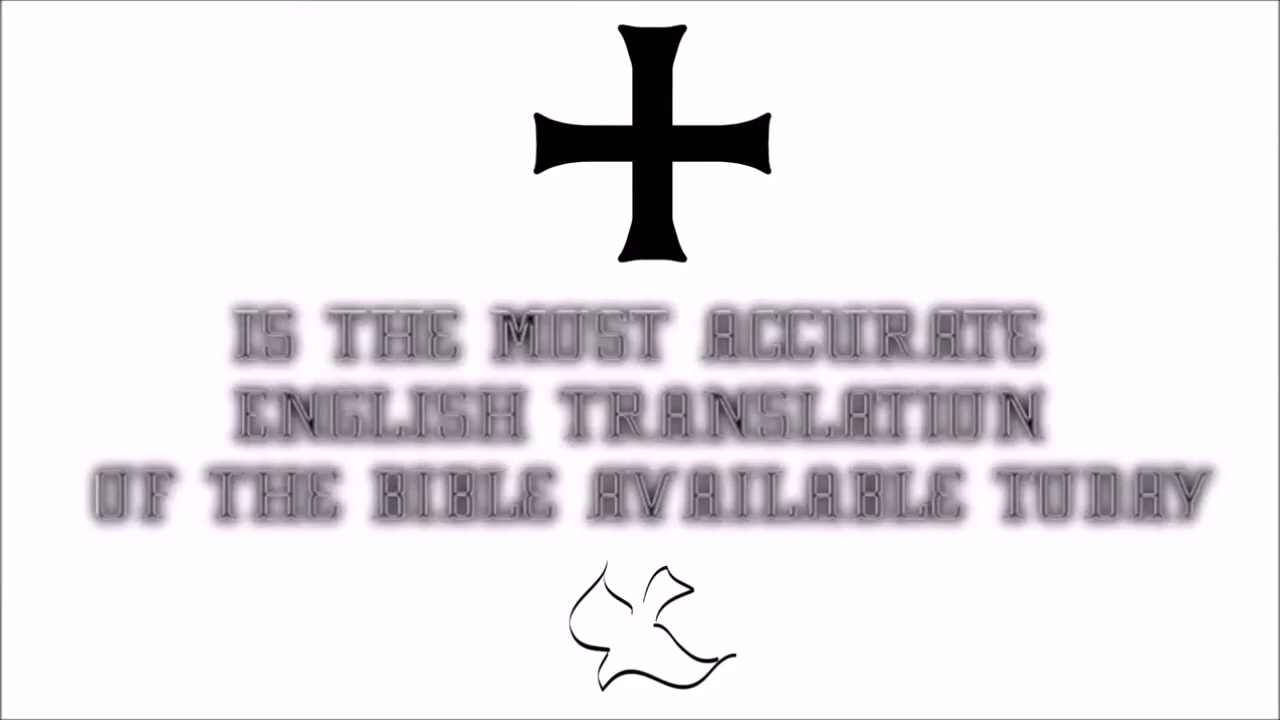 IS THE MOST ACCURATE
ENGLISH TRANSLATION
OF THE BIBLE AVAILABLE TODAY